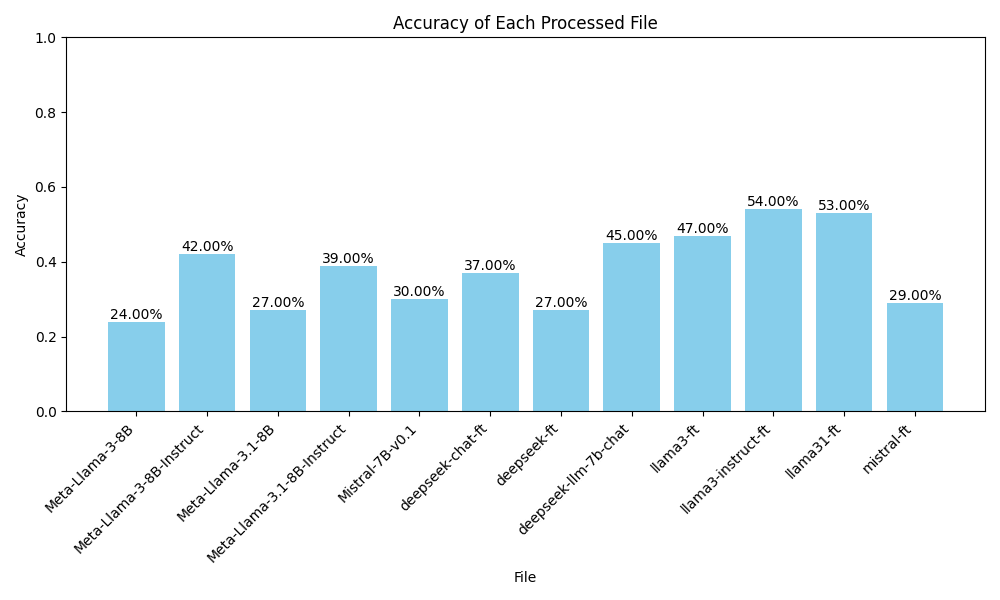 Accuracy of Each Processed File
Accuracy
1.0
0.8
0.6
0.4
0.2
0.0
24.00%
42.00%
27.00%
39.00%
30.00%
37.00%
27.00%
45.00%
47.00%
54.00%
53.00%
29.00%
Meta-Llama-3-8B
Meta-Llama-3-8B-Instruct
Meta-Llama-3.1-8B
Meta-Llama-3.1-8B-Instruct
Mistral-7B-v0.1
deepseek-chat-ft
deepseek-ft
deepseek-llm-7b-chat
llama3-ft
llama3-instruct-ft
llama31-ft
mistral-ft
File